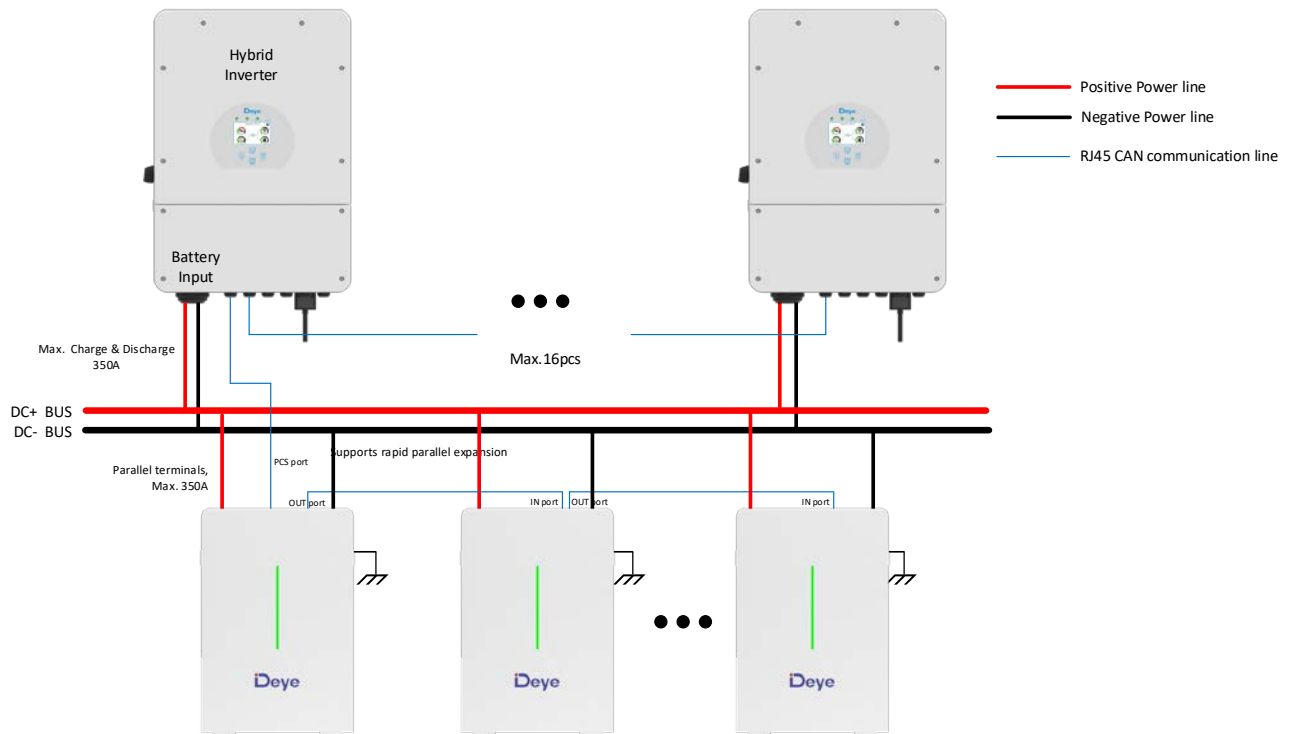 Hybrid
Inverter
Deye
Deye
Positive Power line
Negative Power line
RJ45 CAN communication line
Battery
Input
Max. Charge & Discharge
350A
Max.16pcs
DC+ BUS
DC- BUS
Supports rapid parallel expansion
PCS port
Parallel terminals,
Max. 350A
OUT port
IN port
OUT port
IN port
Deye
Deye
Deye